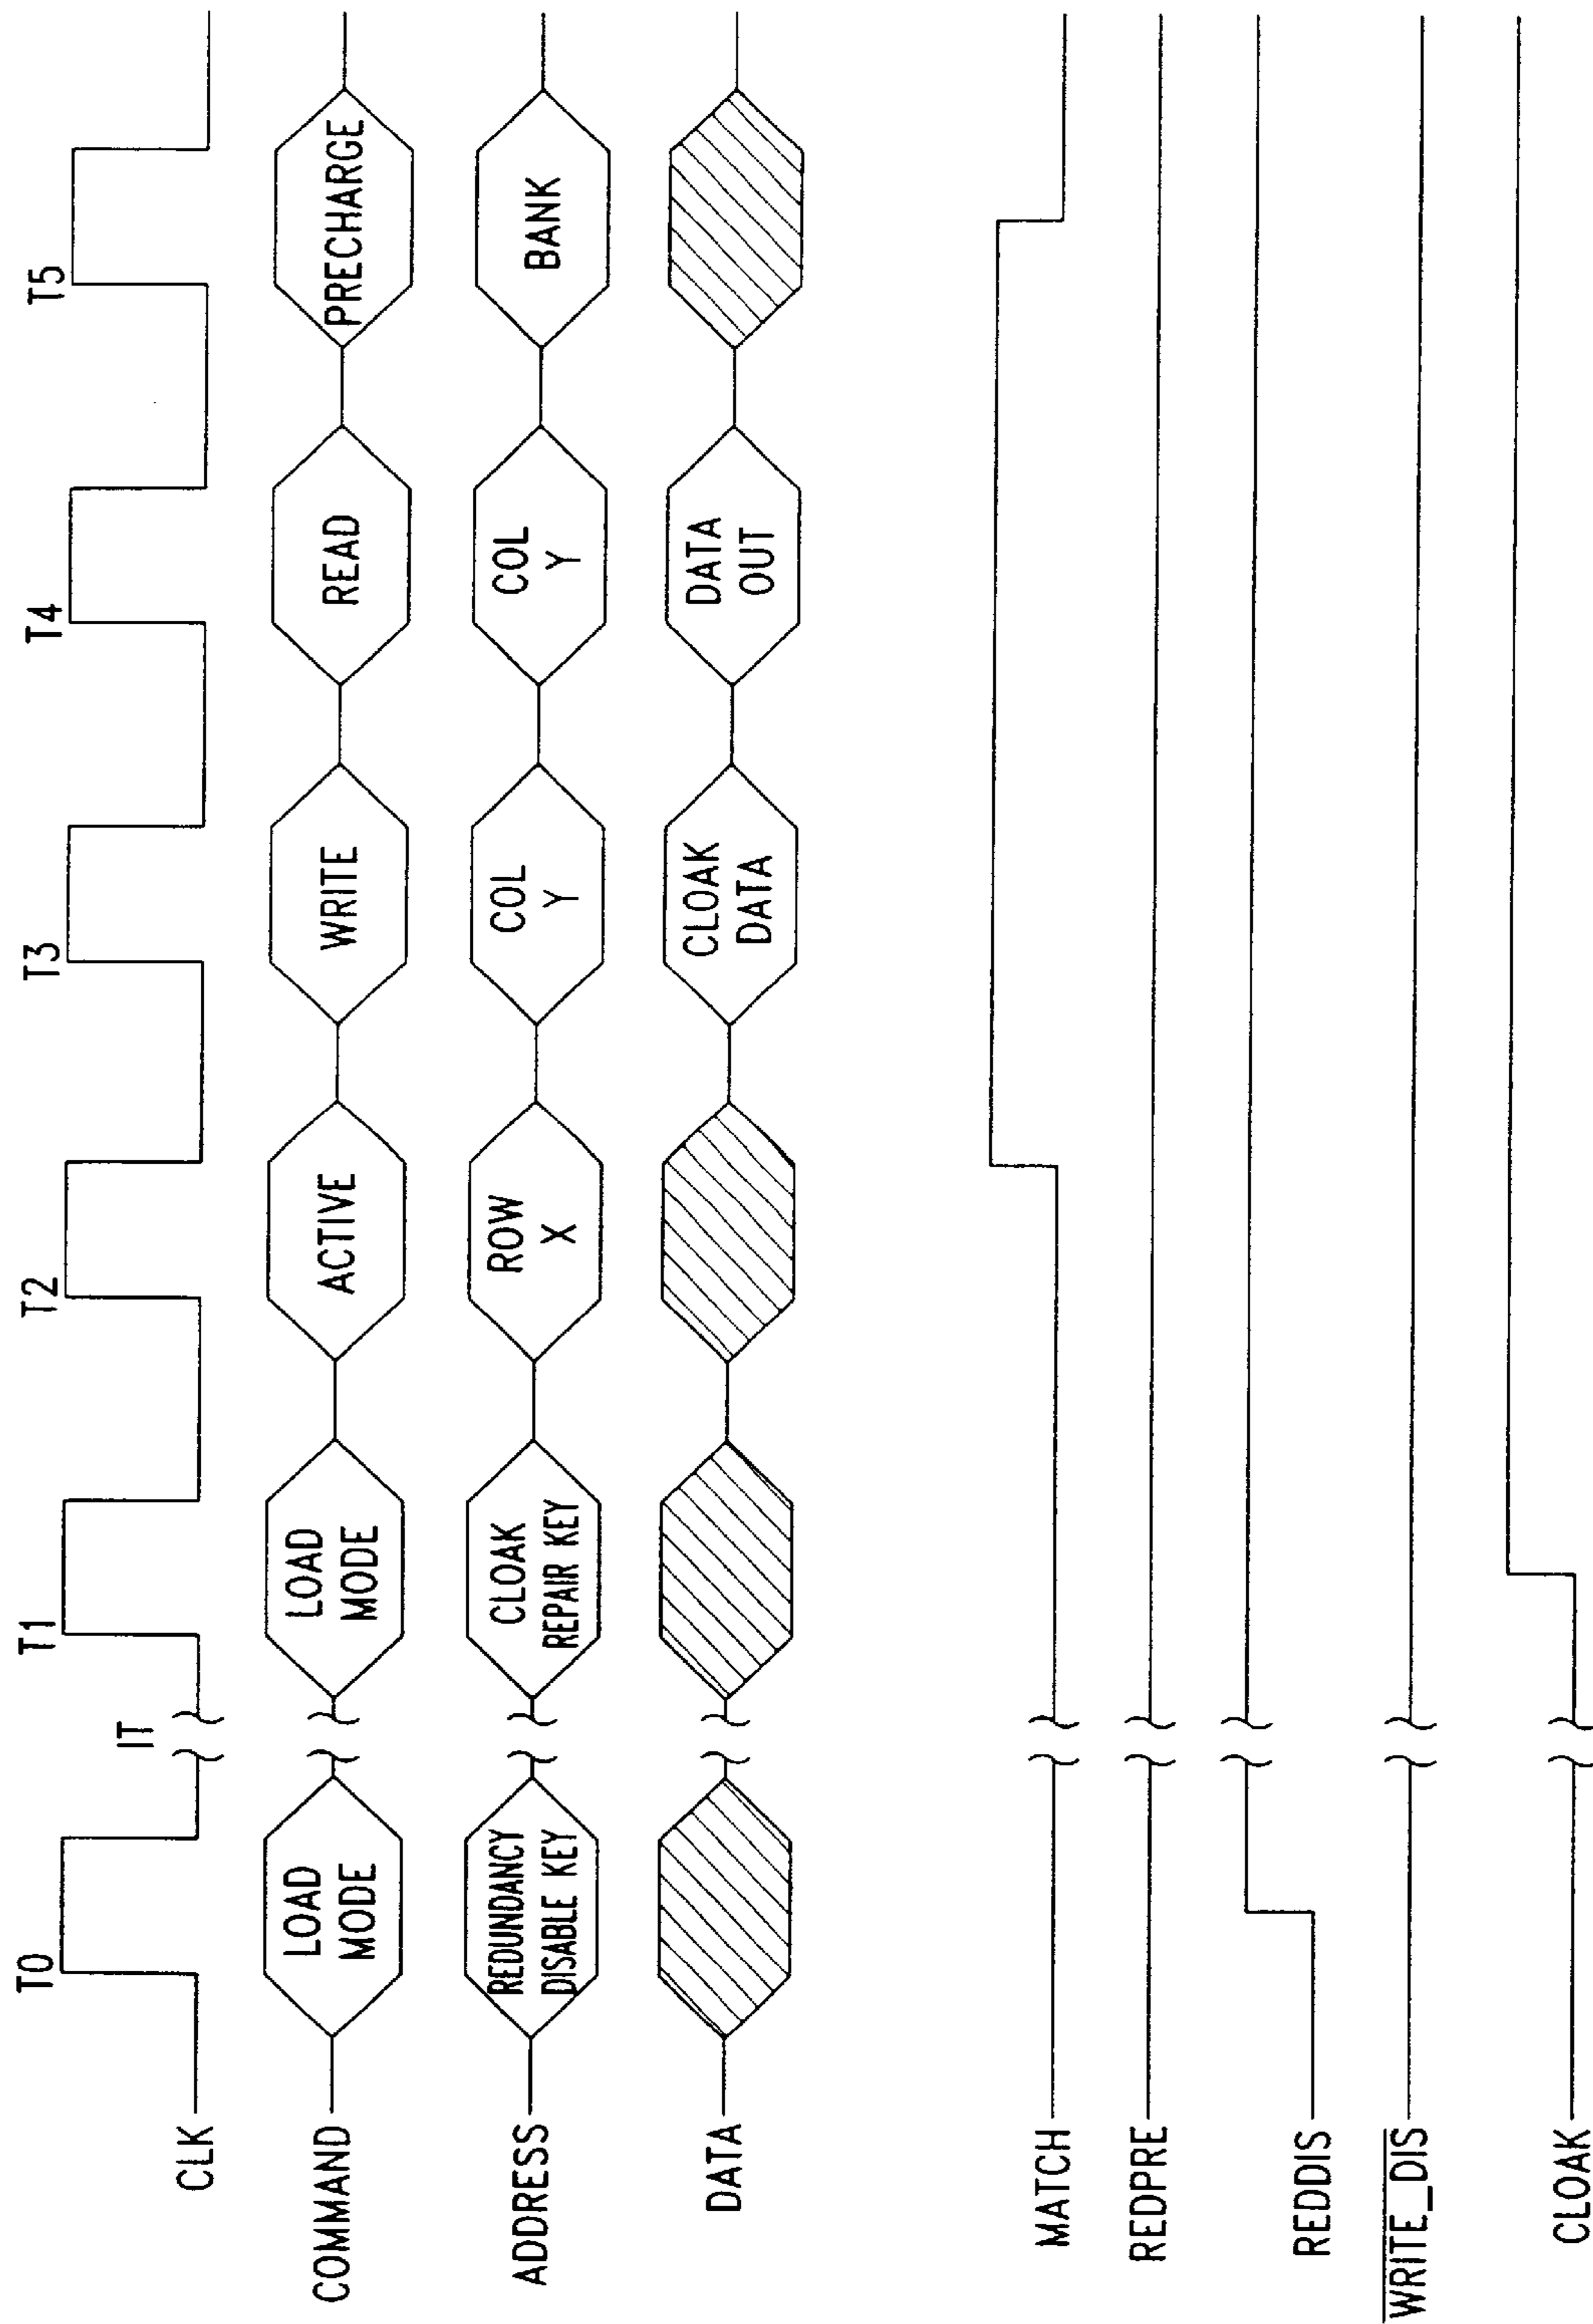 T0
IT
T1
T2
T3
T4
T5
CLK
COMMAND
LOAD
MODE
LOAD
MODE
ACTIVE
WRITE
READ
PRECHARGE
ADDRESS
REDUNDANCY
DISABLE KEY
CLOAK
REPAIR KEY
ROW
X
COL
Y
COL
Y
BANK
DATA
CLOAK
DATA
DATA
OUT
MATCH
REDPRE
REDDIS
WRITE_DIS
CLOAK